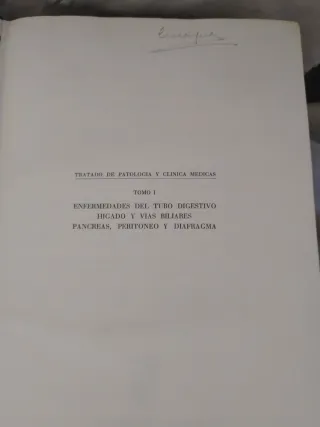 TRATADO DE PATOLOGIA Y CLINICA MEDICAS
TOMO I
ENFERMEDADES DEL TUBO DIGESTIVO
HIGADO Y VIAS BILIARES
PANCREAS, PERITONEO Y DIAFRAGMA